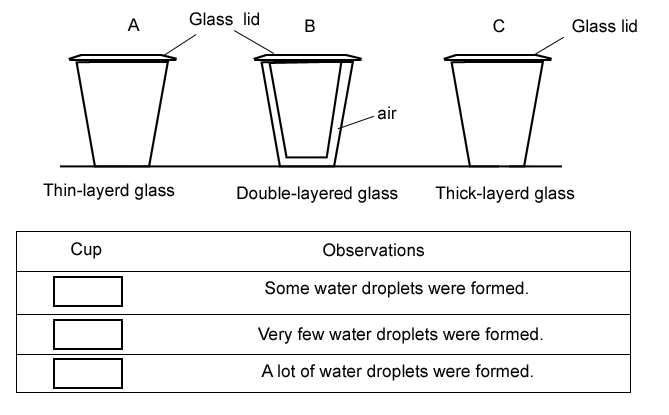 A Glass lid B C Glass lid
air
Thin-layerd glass Double-layered glass Thick-layerd glass
Cup Observations
Some water droplets were formed.
Very few water droplets were formed.
A lot of water droplets were formed.